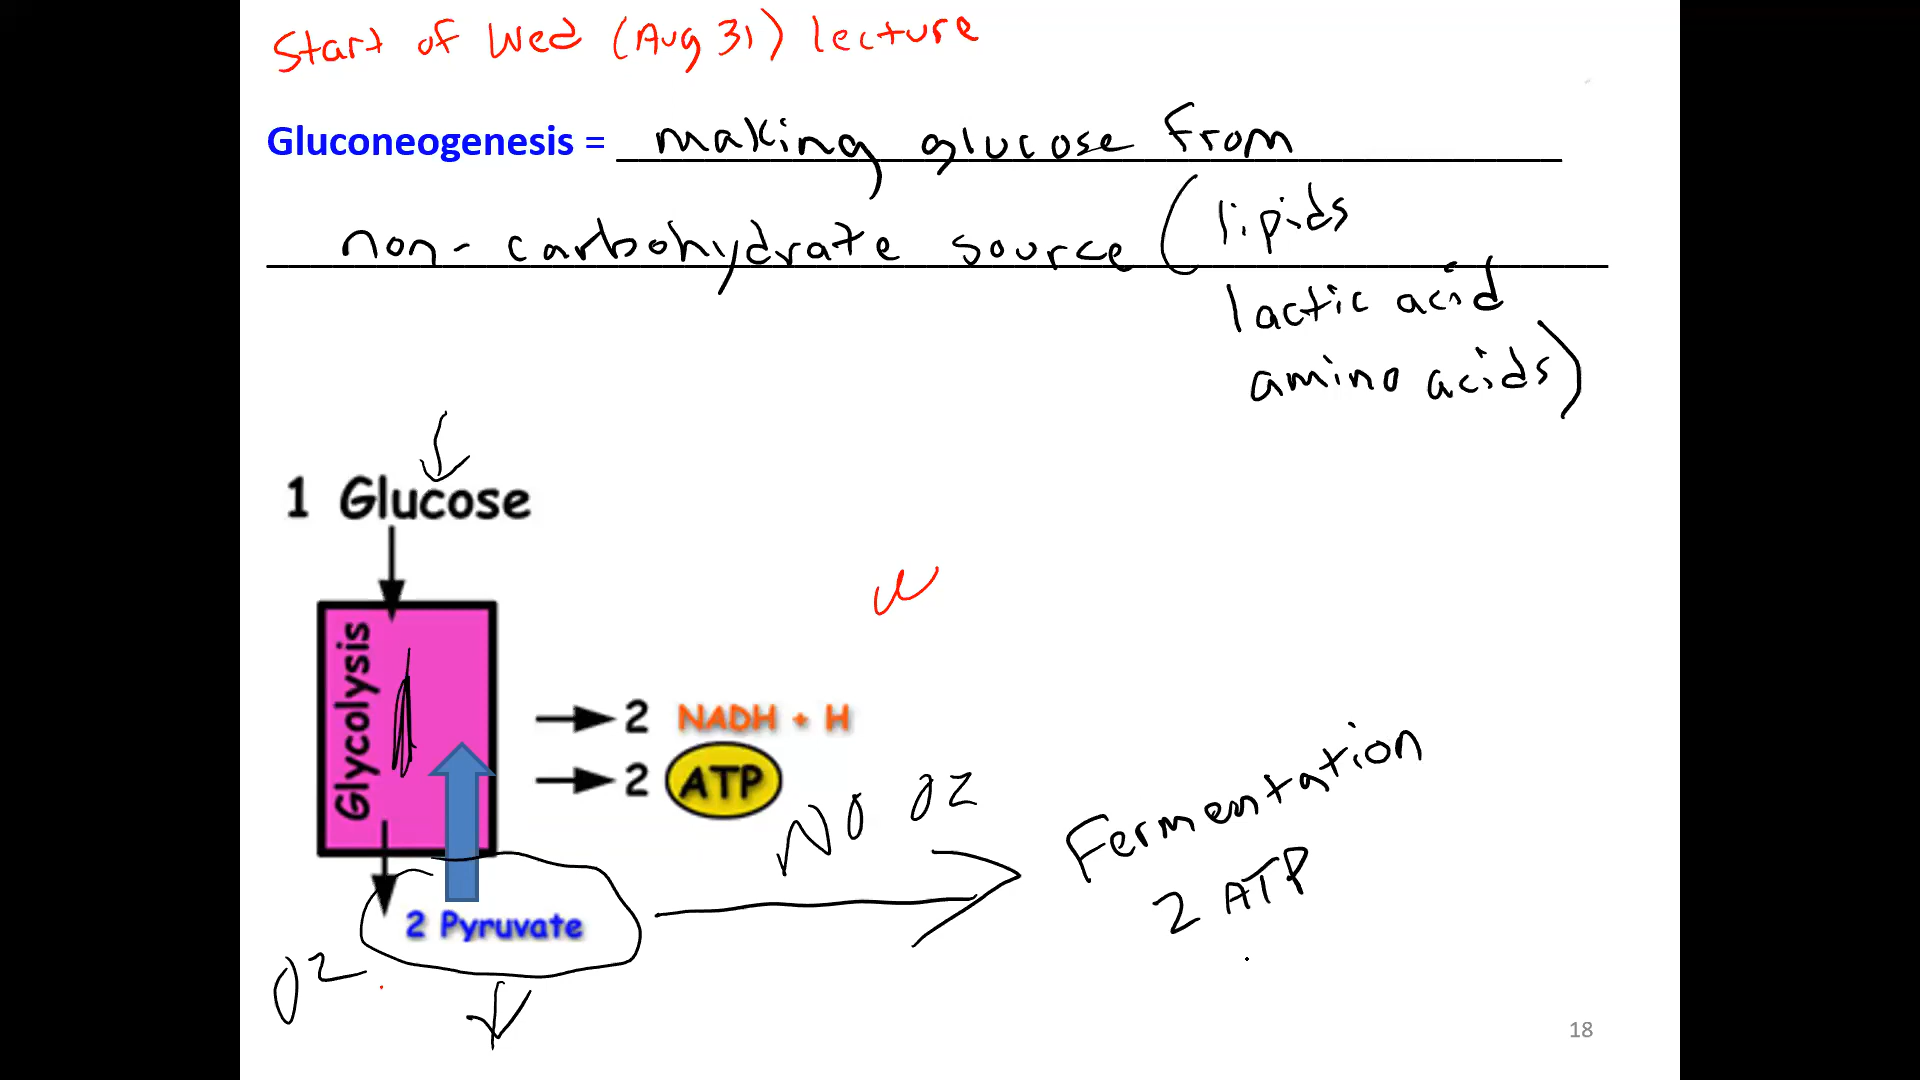 Start of Wed (Aug 31) lecture
Gluconeogenesis = making glucose from
non-carbohydrate source (lipids
lactic acid
amino acids)
1 Glucose
Glycolysis
2 NADH + H
2 ATP
NO O2
Fermentation
2 ATP
2 Pyruvate
O2
18